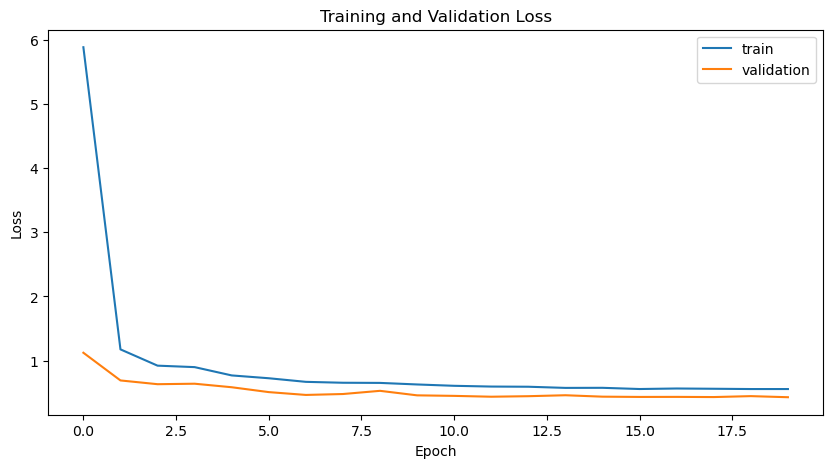 Training and Validation Loss
train
validation
6
5
4
3
2
1
Loss
0.0 2.5 5.0 7.5 10.0 12.5 15.0 17.5
Epoch